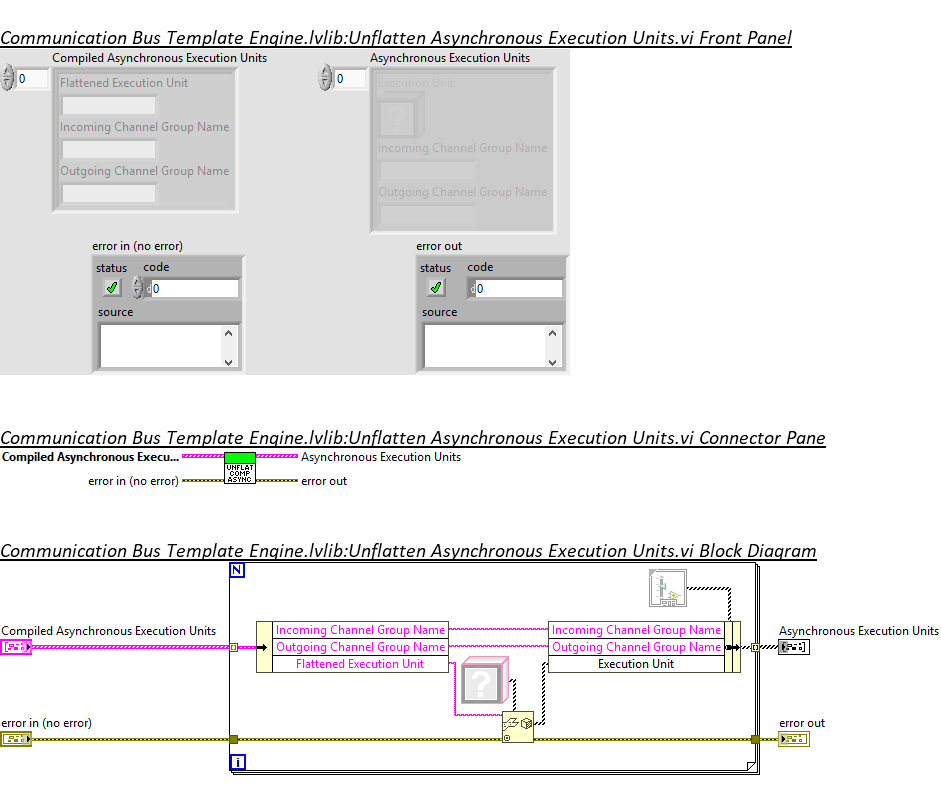 Communication Bus Template Engine.lvlib:Unflatten Asynchronous Execution Units.vi Front Panel
Compiled Asynchronous Execution Units
Asynchronous Execution Units
0
Flattened Execution Unit
Incoming Channel Group Name
Outgoing Channel Group Name
0
Execution Unit
?
Incoming Channel Group Name
Outgoing Channel Group Name
error in (no error)
status
code
d
0
source
error out
status
code
d
0
source
Communication Bus Template Engine.lvlib:Unflatten Asynchronous Execution Units.vi Connector Pane
Compiled Asynchronous Execu...
Asynchronous Execution Units
UNFLAT
COMP
ASYNC
error in (no error)
error out
Communication Bus Template Engine.lvlib:Unflatten Asynchronous Execution Units.vi Block Diagram
N
Compiled Asynchronous Execution Units
Incoming Channel Group Name
Outgoing Channel Group Name
Flattened Execution Unit
?
Incoming Channel Group Name
Outgoing Channel Group Name
Execution Unit
Asynchronous Execution Units
error in (no error)
error out
i